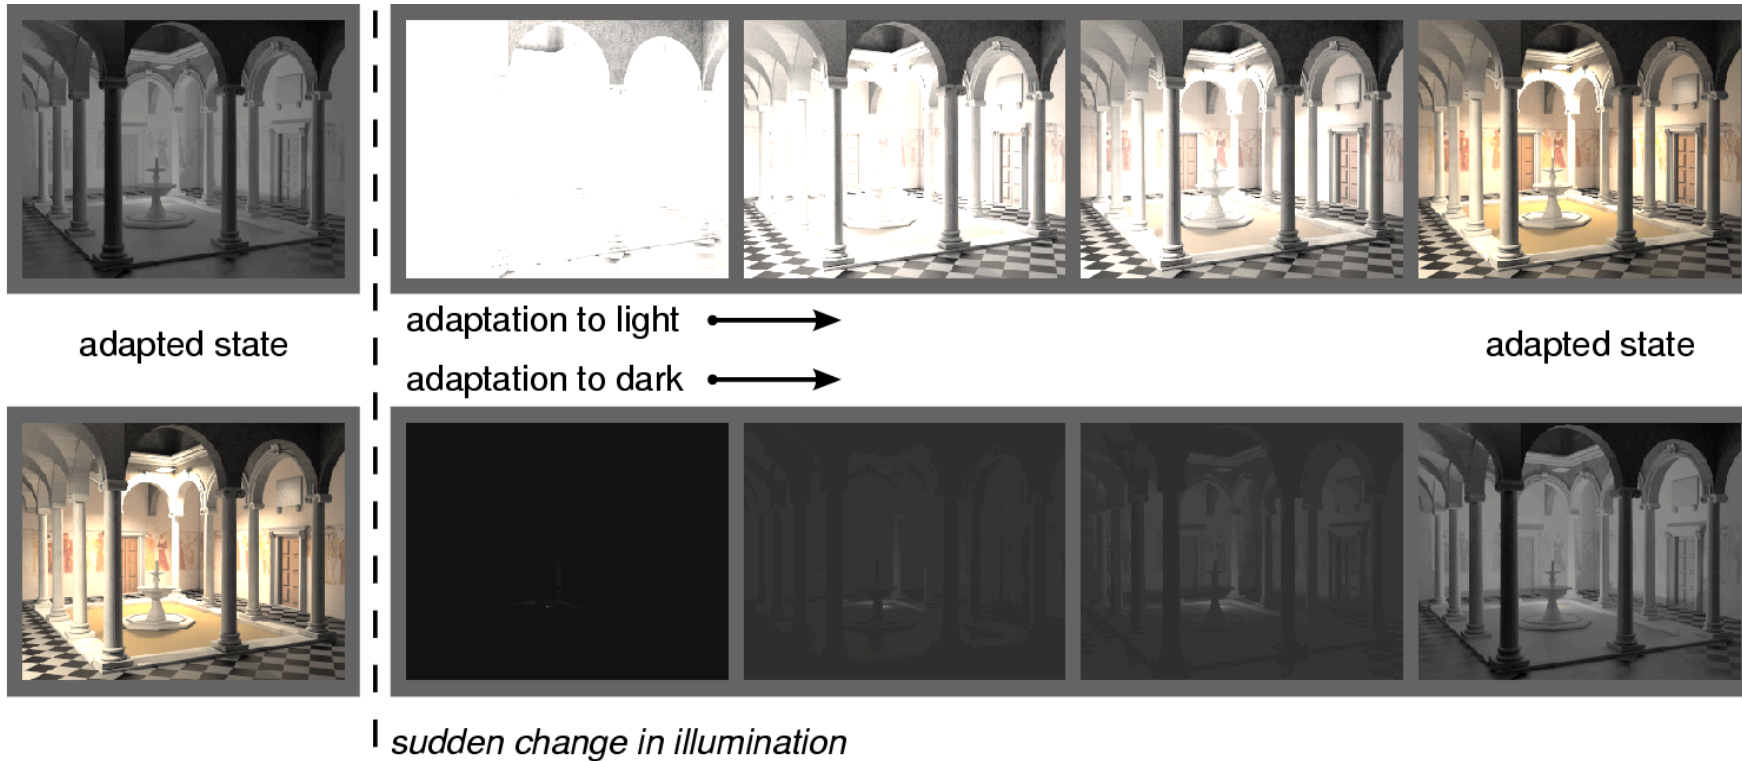 adaptation to light
adapted state
adapted state
adaptation to dark
sudden change in illumination